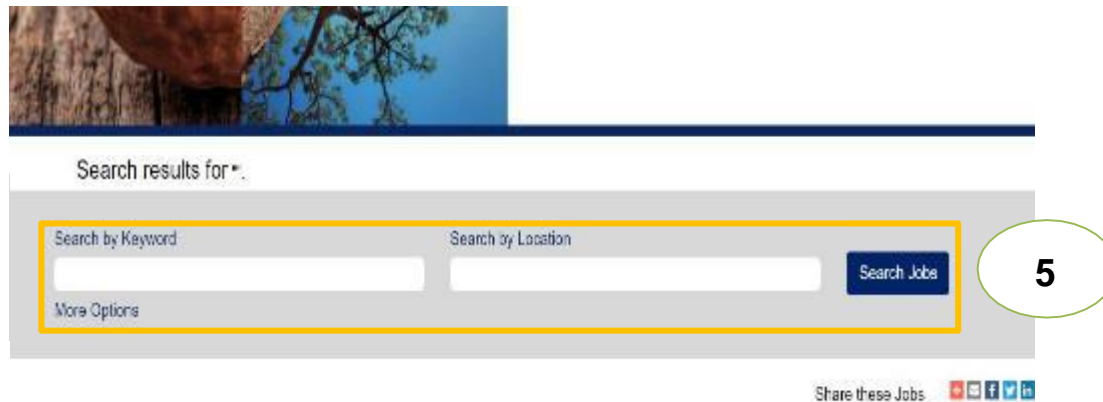 Search results for "".
Search by Keyword
Search by Location
Search Jobs
5
More Options
Share these Jobs